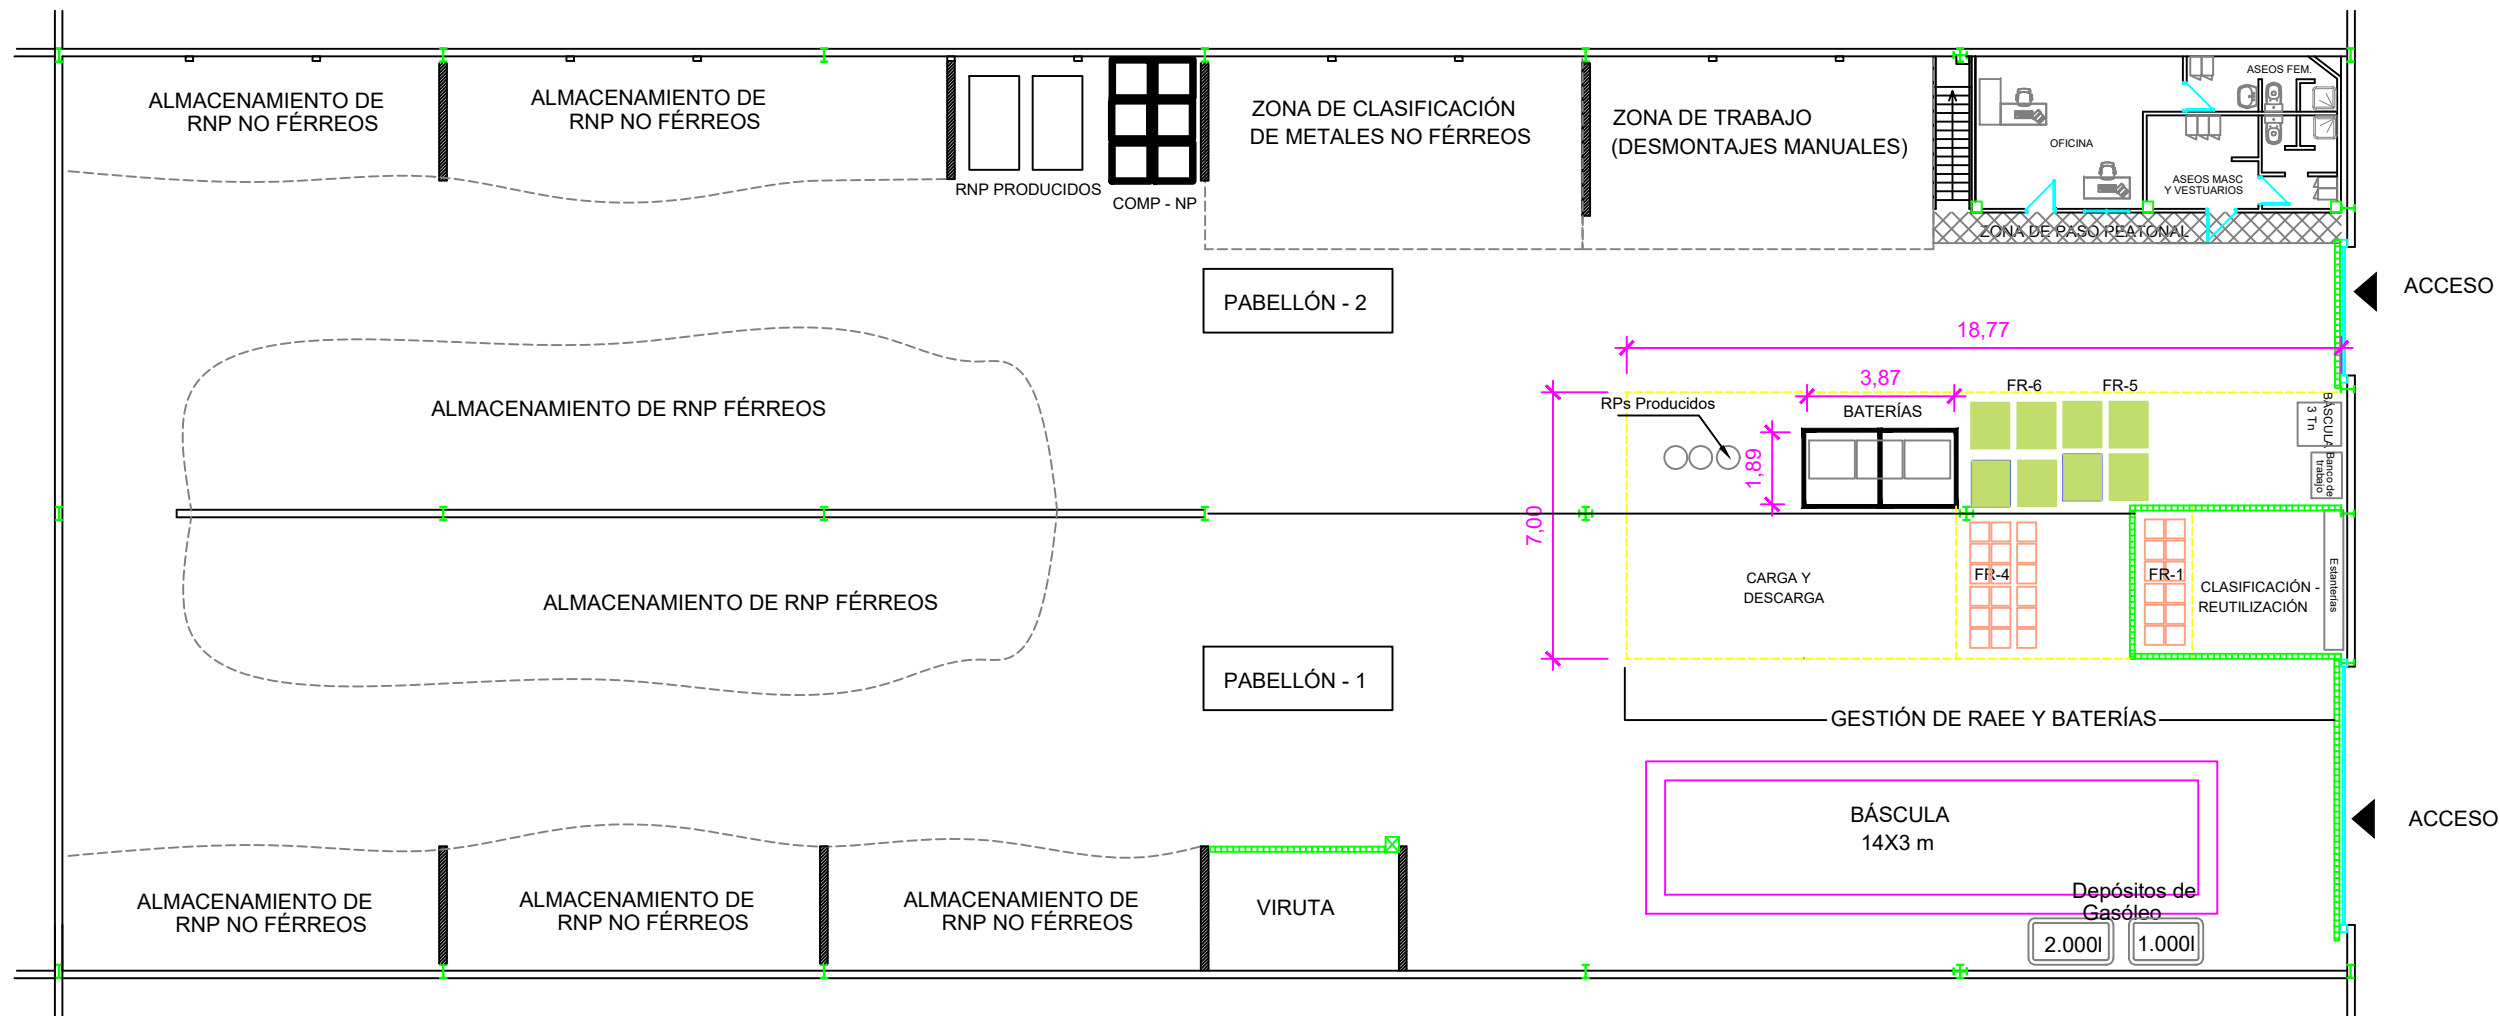 ALMACENAMIENTO DE
RNP NO FÉRREOS
ALMACENAMIENTO DE
RNP NO FÉRREOS
RNP PRODUCIDOS
COMP - NP
ZONA DE CLASIFICACIÓN
DE METALES NO FÉRREOS
ZONA DE TRABAJO
(DESMONTAJES MANUALES)
OFICINA
ASEOS FEM.
ASEOS MASC
Y VESTUARIOS
ZONA DE PASO PEATONAL
PABELLÓN - 2
ACCESO
18,77
3,87
FR-6
FR-5
RPs Producidos
BATERÍAS
BÁSCULA
3 Tn
1,89
Banco de
trabajo
7,00
ALMACENAMIENTO DE RNP FÉRREOS
ALMACENAMIENTO DE RNP FÉRREOS
CARGA Y
DESCARGA
FR-4
FR-1
CLASIFICACIÓN -
REUTILIZACIÓN
Estanterías
PABELLÓN - 1
GESTIÓN DE RAEE Y BATERÍAS
BÁSCULA
14X3 m
ACCESO
Depósitos de
Gasóleo
2.000l
1.000l
ALMACENAMIENTO DE
RNP NO FÉRREOS
ALMACENAMIENTO DE
RNP NO FÉRREOS
ALMACENAMIENTO DE
RNP NO FÉRREOS
VIRUTA